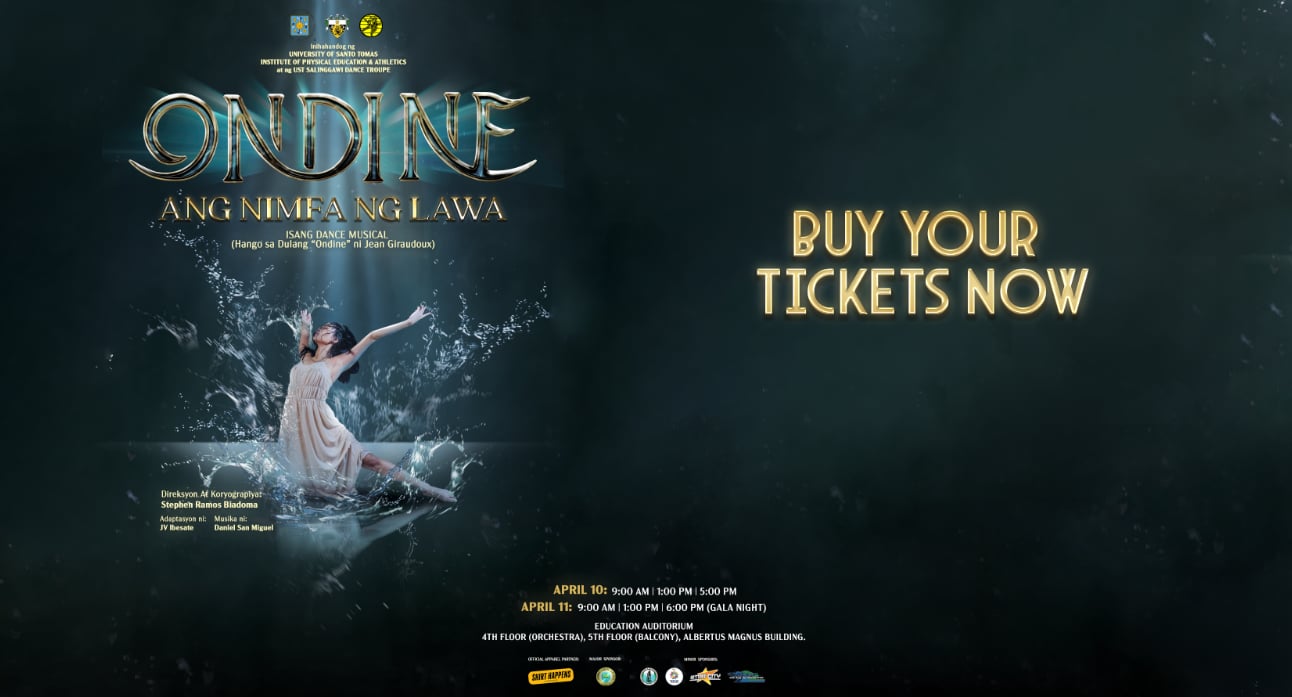 Inihahandog ng
UNIVERSITY OF SANTO TOMAS
INSTITUTE OF PHYSICAL EDUCATION & ATHLETICS
at ng UST SALINGGAWI DANCE TROUPE
ONDINE
ANG NIMFA NG LAWA
ISANG DANCE MUSICAL
(Hango sa Dulang “Ondine” ni Jean Giraudoux)
BUY YOUR
TICKETS NOW
Direksyon At Koryograpiya:
Stephen Ramos Biadoma
Adaptasyon ni: Musika ni:
JV Ibesate Daniel San Miguel
APRIL 10: 9:00 AM | 1:00 PM | 5:00 PM
APRIL 11: 9:00 AM | 1:00 PM | 6:00 PM (GALA NIGHT)
EDUCATION AUDITORIUM
4TH FLOOR (ORCHESTRA), 5TH FLOOR (BALCONY), ALBERTUS MAGNUS BUILDING.
OFFICIAL APPAREL PARTNER: MAJOR SPONSOR: MINOR SPONSORS:
SHIRT HAPPENS
STAR CITY